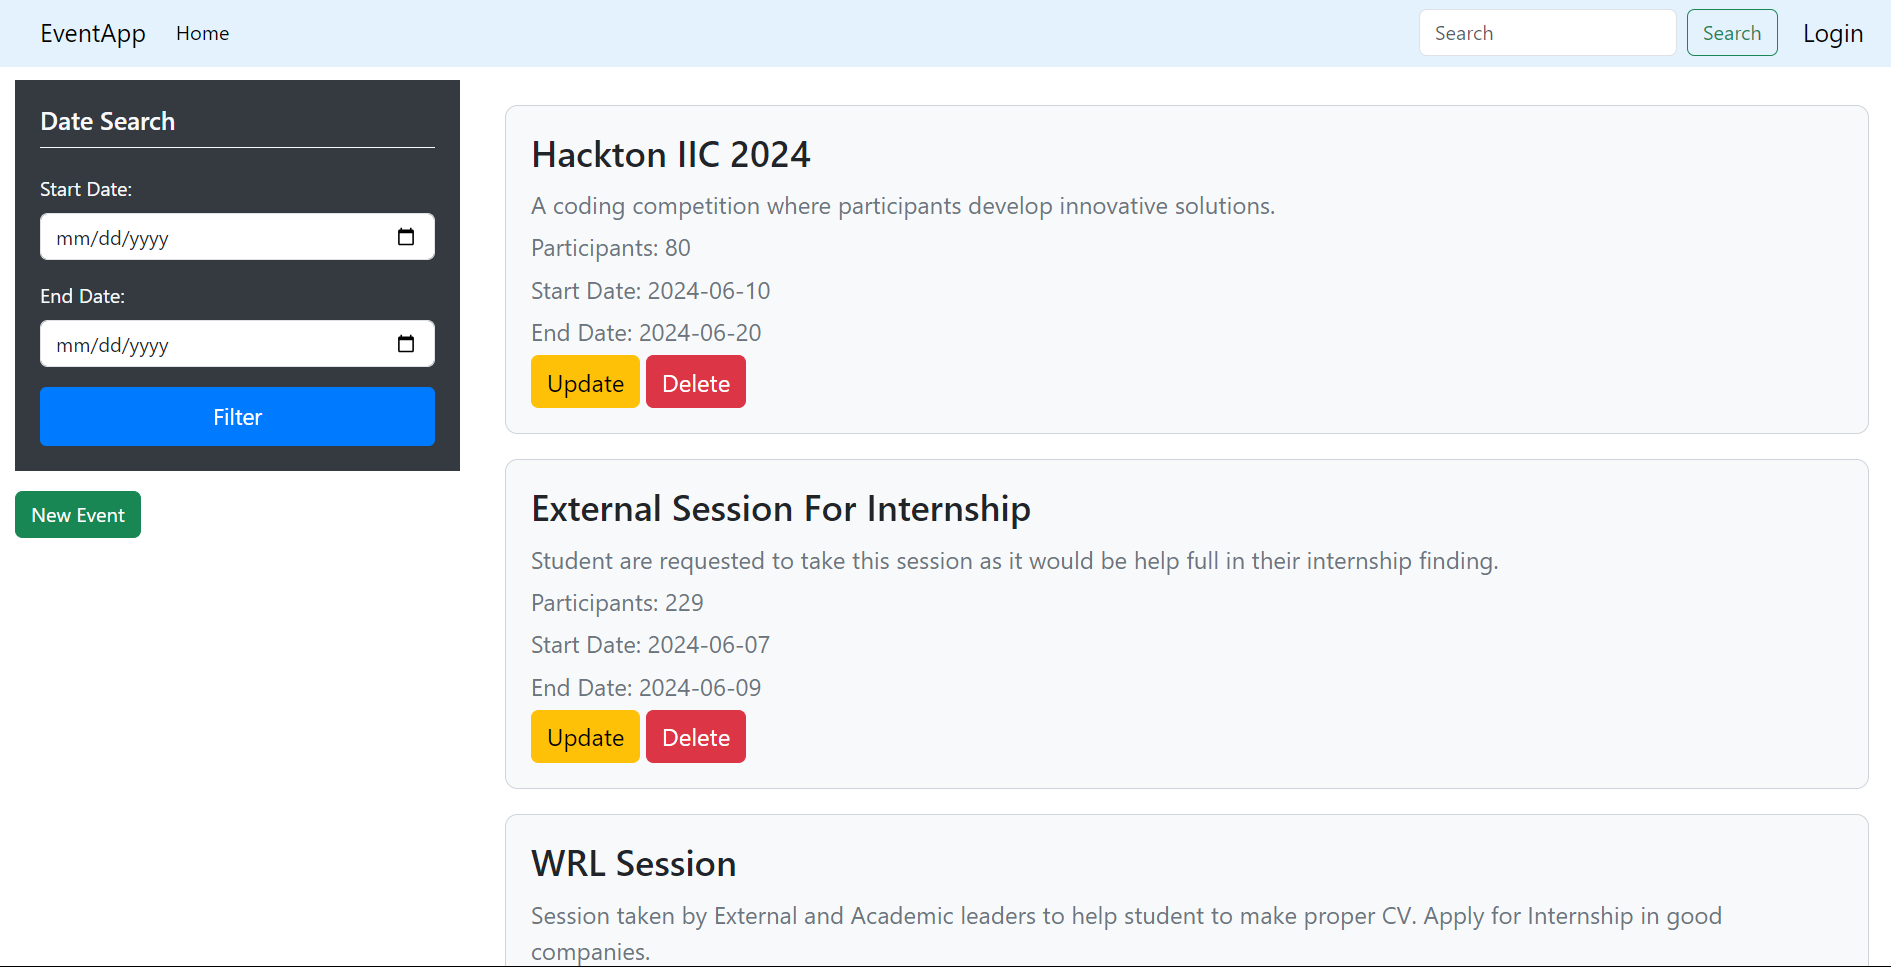 EventApp Home Search Search Login
Date Search
Start Date:
mm/dd/yyyy
End Date:
mm/dd/yyyy
Filter
New Event
Hackton IIC 2024
A coding competition where participants develop innovative solutions.
Participants: 80
Start Date: 2024-06-10
End Date: 2024-06-20
Update Delete
External Session For Internship
Student are requested to take this session as it would be help full in their internship finding.
Participants: 229
Start Date: 2024-06-07
End Date: 2024-06-09
Update Delete
WRL Session
Session taken by External and Academic leaders to help student to make proper CV. Apply for Internship in good
companies.